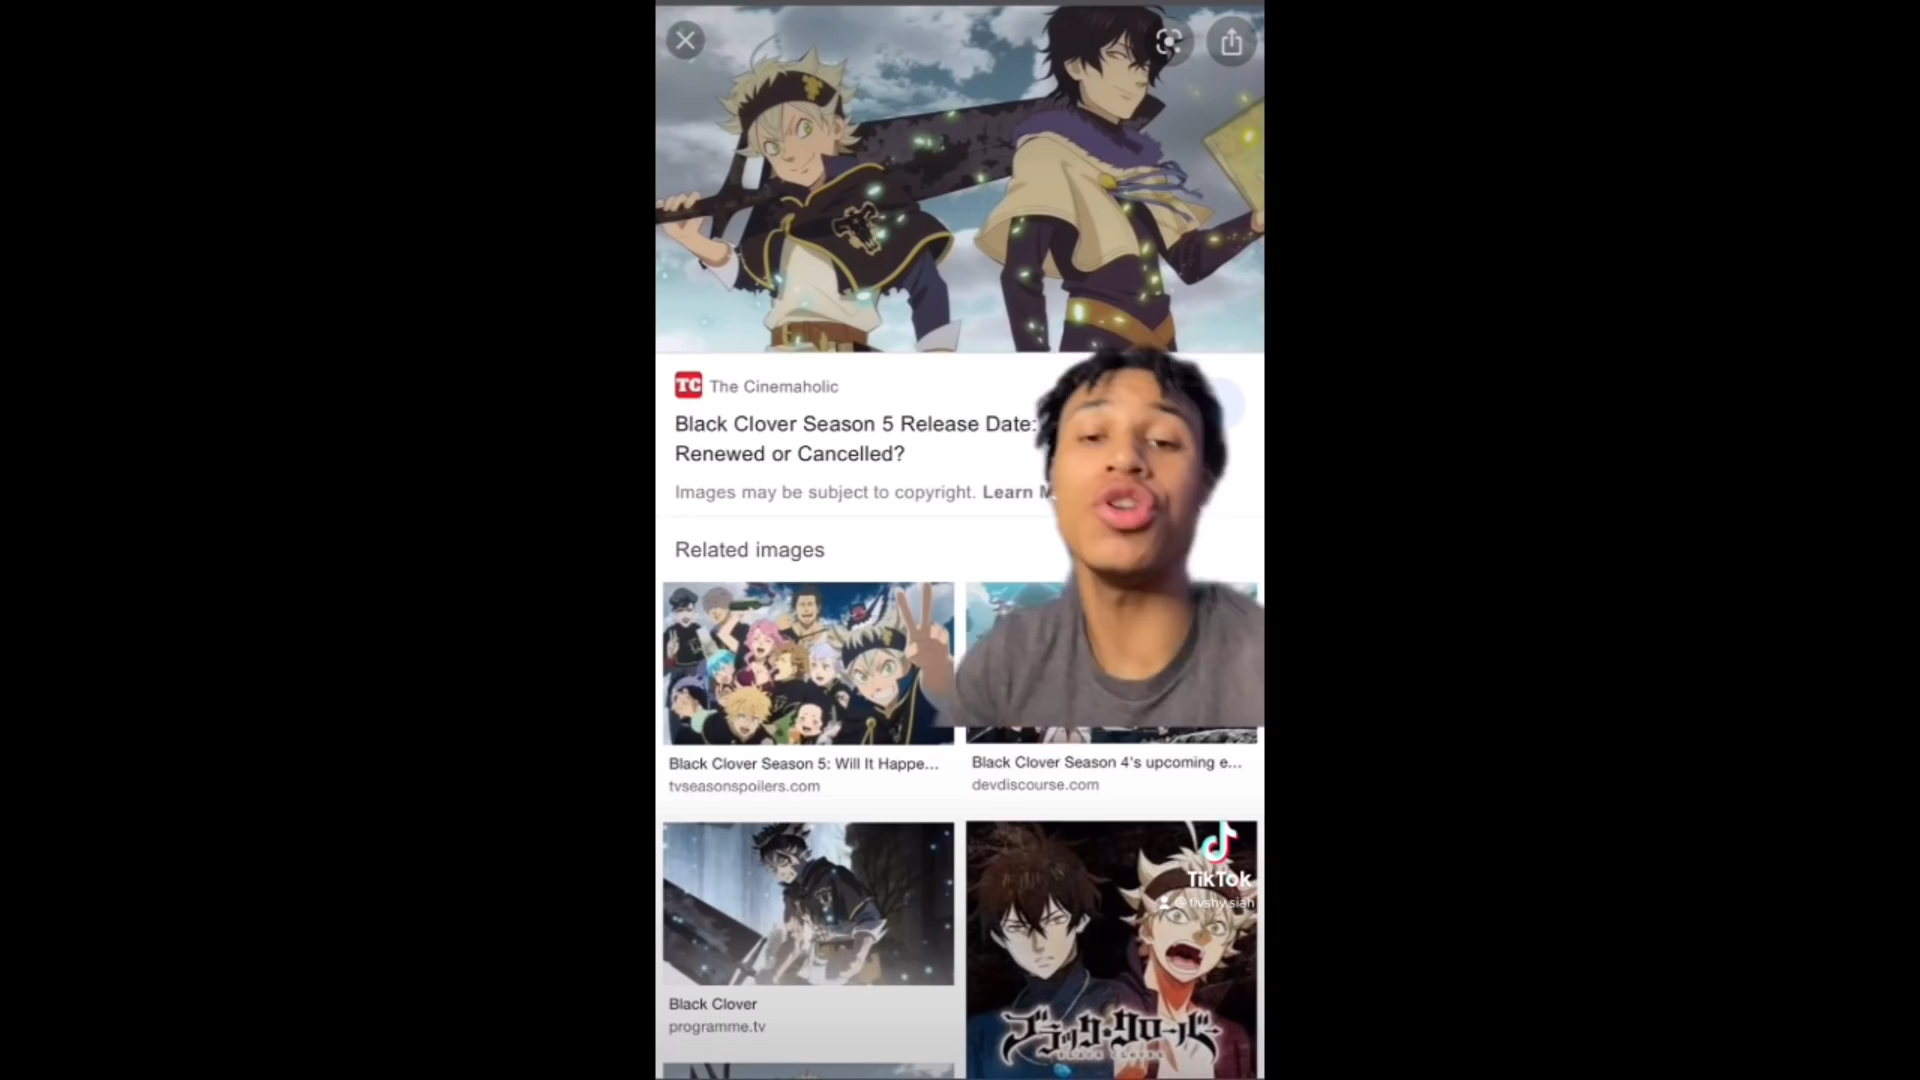 TC The Cinemaholic
Black Clover Season 5 Release Date:
Renewed or Cancelled?
Images may be subject to copyright. Learn M
Related images
Black Clover Season 5: Will It Happe...
tvseasonspoilers.com
Black Clover Season 4's upcoming e...
devdiscourse.com
Black Clover
programme.tv
TikTok
ブラック・クローバー
BLACK CLOVER